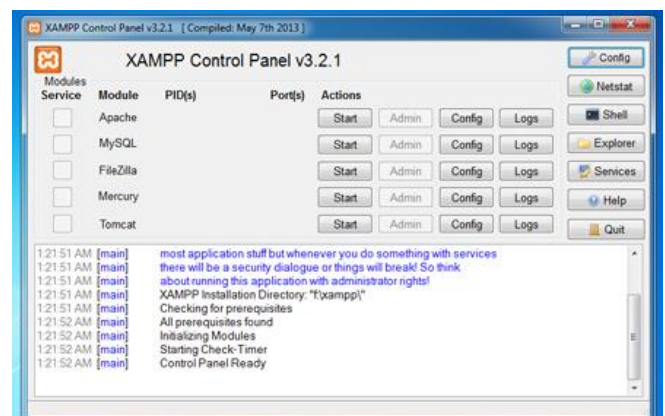 XAMPP Control Panel v3.2.1 [ Compiled: May 7th 2013 ]
XAMPP Control Panel v3.2.1
Config
Modules
Service Module PID(s) Port(s) Actions
Netstat
Apache Start Admin Config Logs
Shell
MySQL Start Admin Config Logs
Explorer
FileZilla Start Admin Config Logs
Services
Mercury Start Admin Config Logs
Help
Tomcat Start Admin Config Logs
Quit
1:21:51 AM [main] most application stuff but whenever you do something with services
1:21:51 AM [main] there will be a security dialogue or things will break! So think
1:21:51 AM [main] about running this application with administrator rights!
1:21:51 AM [main] XAMPP Installation Directory: "f:\xampp\"
1:21:51 AM [main] Checking for prerequisites
1:21:52 AM [main] All prerequisites found
1:21:52 AM [main] Initializing Modules
1:21:52 AM [main] Starting Check-Timer
1:21:52 AM [main] Control Panel Ready